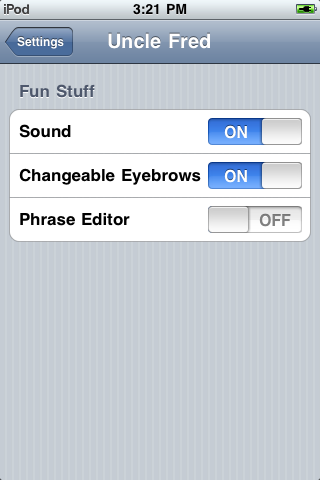 iPod 3:21 PM
Settings Uncle Fred
Fun Stuff
Sound ON
Changeable Eyebrows ON
Phrase Editor OFF